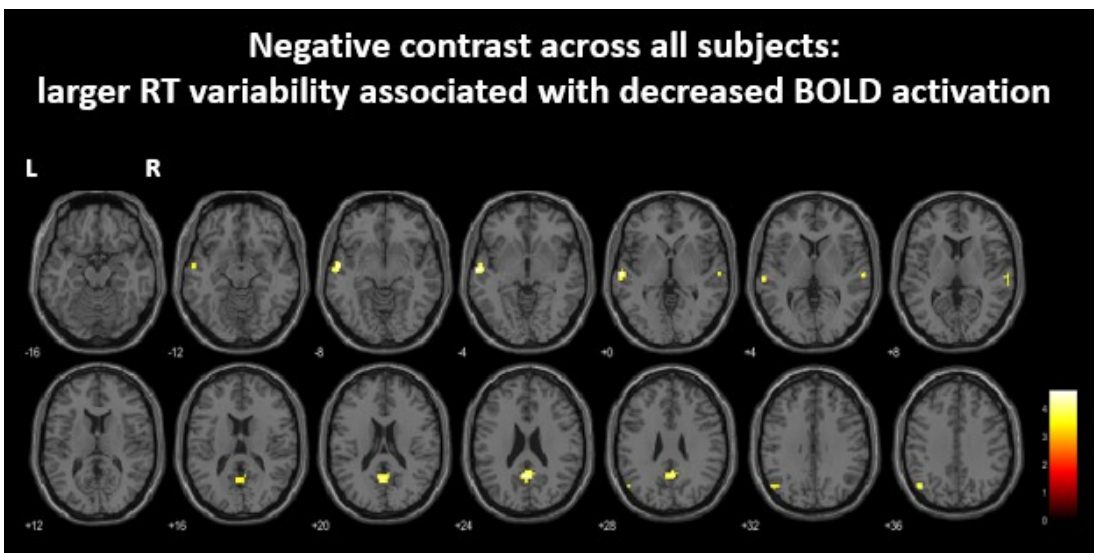 Negative contrast across all subjects:
larger RT variability associated with decreased BOLD activation
L R
-16 -12 -8 -4 +0 +4 +8
+12 +16 +20 +24 +28 +32 +36
4
3
2
1
0